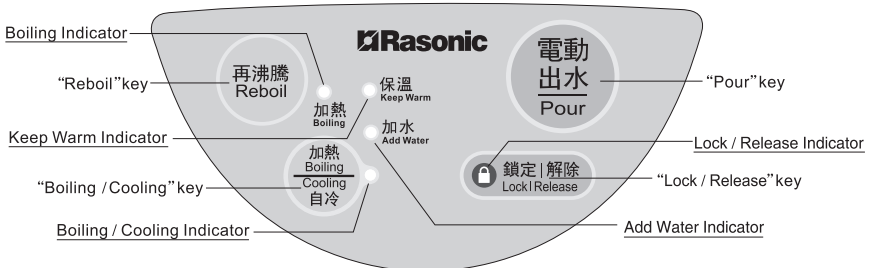 Boiling Indicator
Rasonic
電動
出水
Pour
再沸騰
Reboil
“Reboil”key
保溫
Keep Warm
“Pour”key
加熱
Boiling
加水
Add Water
Keep Warm Indicator
Lock / Release Indicator
加熱
Boiling
Cooling
自冷
鎖定|解除
Lock|Release
“Boiling /Cooling”key
“Lock / Release”key
Boiling / Cooling Indicator
Add Water Indicator